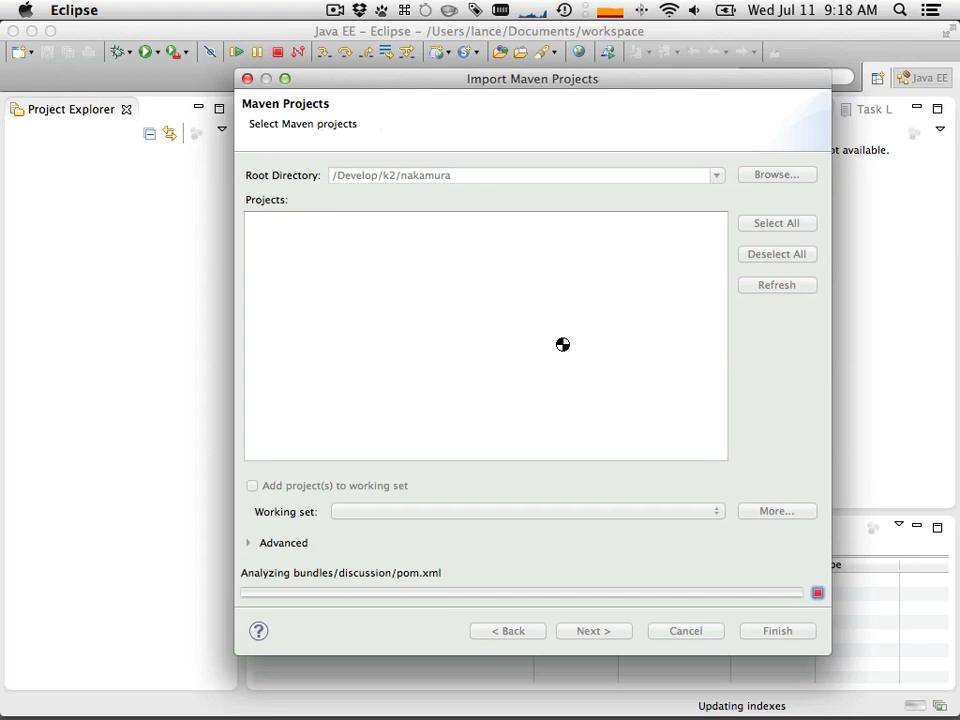 Eclipse
Wed Jul 11 9:18 AM
Java EE - Eclipse - /Users/lance/Documents/workspace
Import Maven Projects
Java EE
Project Explorer
Task L
Maven Projects
Select Maven projects
ot available.
Root Directory:
/Develop/k2/nakamura
Browse...
Projects:
Select All
Deselect All
Refresh
Add project(s) to working set
Working set:
More...
Advanced
pe
Analyzing bundles/discussion/pom.xml
?
< Back
Next >
Cancel
Finish
Updating indexes